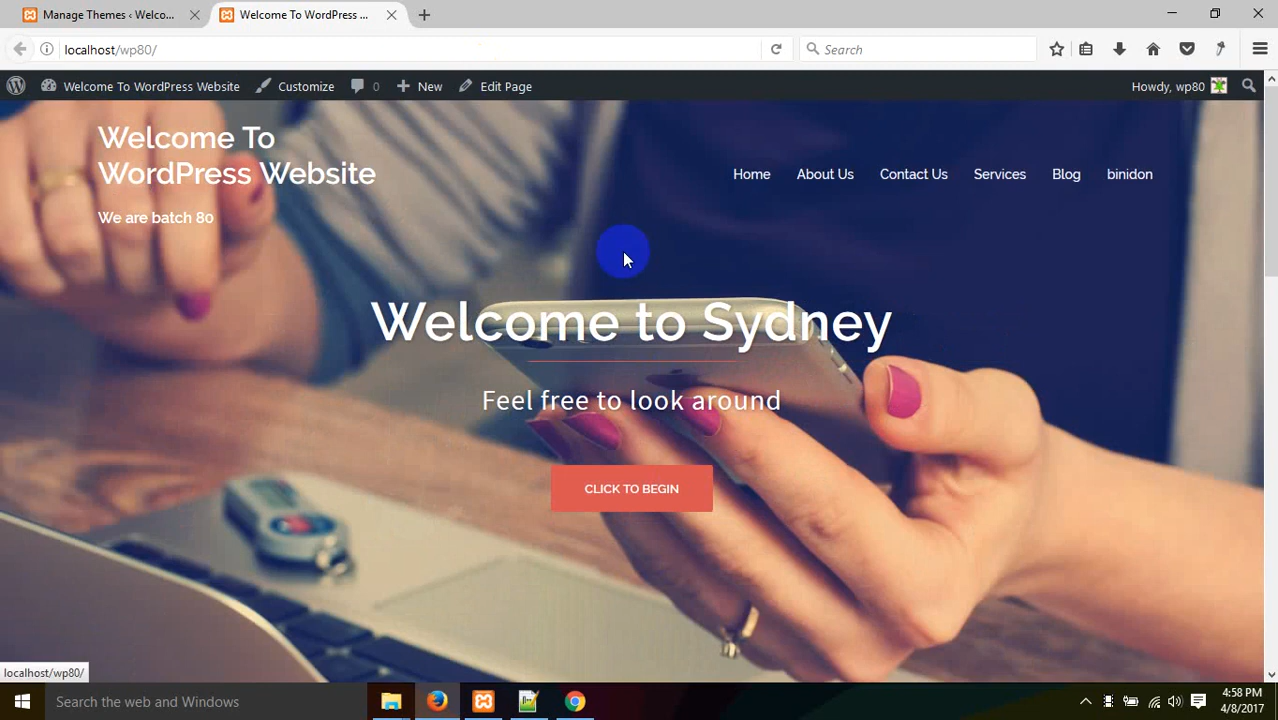 Manage Themes ‹ Welco...
Welcome To WordPress ...
localhost/wp80/
Search
Welcome To WordPress Website
Customize
0
New
Edit Page
Howdy, wp80
Welcome To
WordPress Website
We are batch 80
Home
About Us
Contact Us
Services
Blog
binidon
Welcome to Sydney
Feel free to look around
CLICK TO BEGIN
localhost/wp80/
Search the web and Windows
4:58 PM
4/8/2017